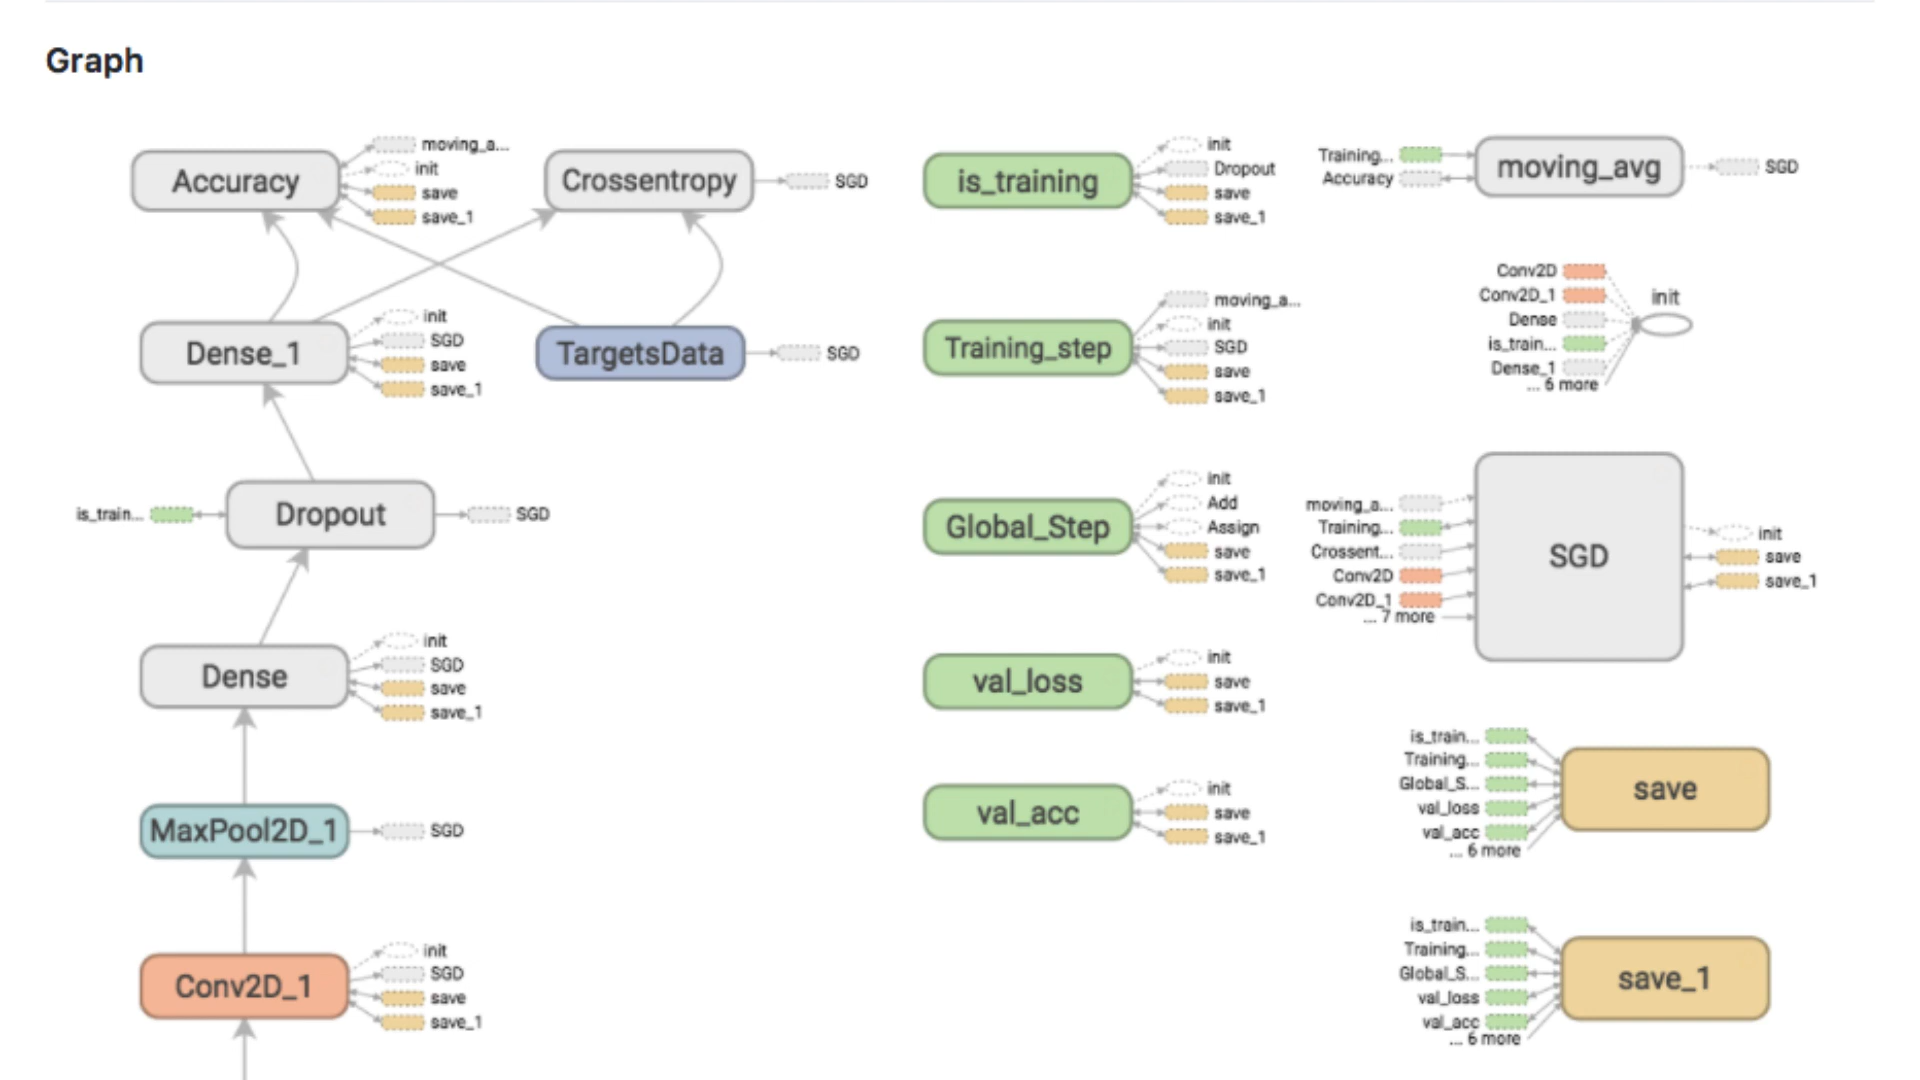 Graph
Accuracy
moving_a...
init
save
save_1
Crossentropy
SGD
Dense_1
init
SGD
save
save_1
TargetsData
SGD
is_train...
Dropout
SGD
Dense
init
SGD
save
save_1
MaxPool2D_1
SGD
Conv2D_1
init
SGD
save
save_1
is_training
init
Dropout
save
save_1
Training_step
moving_a...
init
SGD
save
save_1
Global_Step
init
Add
Assign
save
save_1
val_loss
init
save
save_1
val_acc
init
save
save_1
Training...
Accuracy
moving_avg
SGD
Conv2D
Conv2D_1
Dense
is_train...
Dense_1
... 6 more
init
moving_a...
Training...
Crossent...
Conv2D
Conv2D_1
... 7 more
SGD
init
save
save_1
is_train...
Training...
Global_S...
val_loss
val_acc
... 6 more
save
is_train...
Training...
Global_S...
val_loss
val_acc
... 6 more
save_1